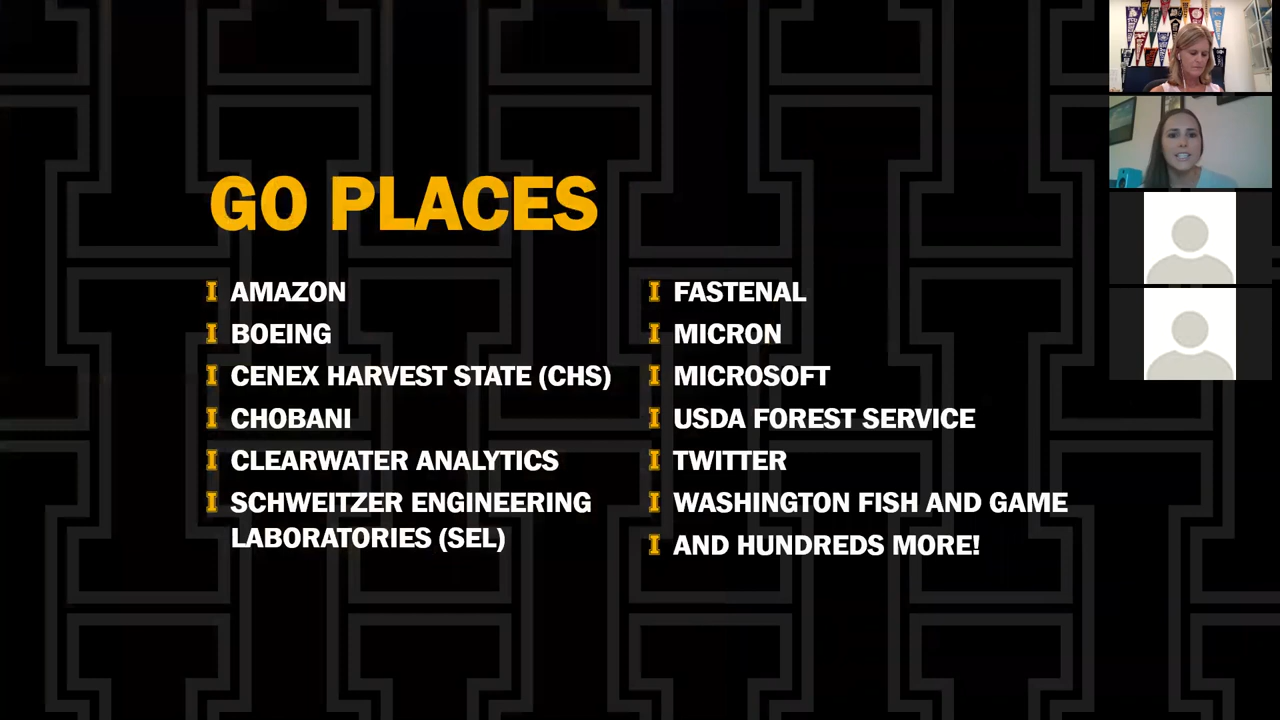 GO PLACES
AMAZON
BOEING
CENEX HARVEST STATE (CHS)
CHOBANI
CLEARWATER ANALYTICS
SCHWEITZER ENGINEERING
LABORATORIES (SEL)
FASTENAL
MICRON
MICROSOFT
USDA FOREST SERVICE
TWITTER
WASHINGTON FISH AND GAME
AND HUNDREDS MORE!